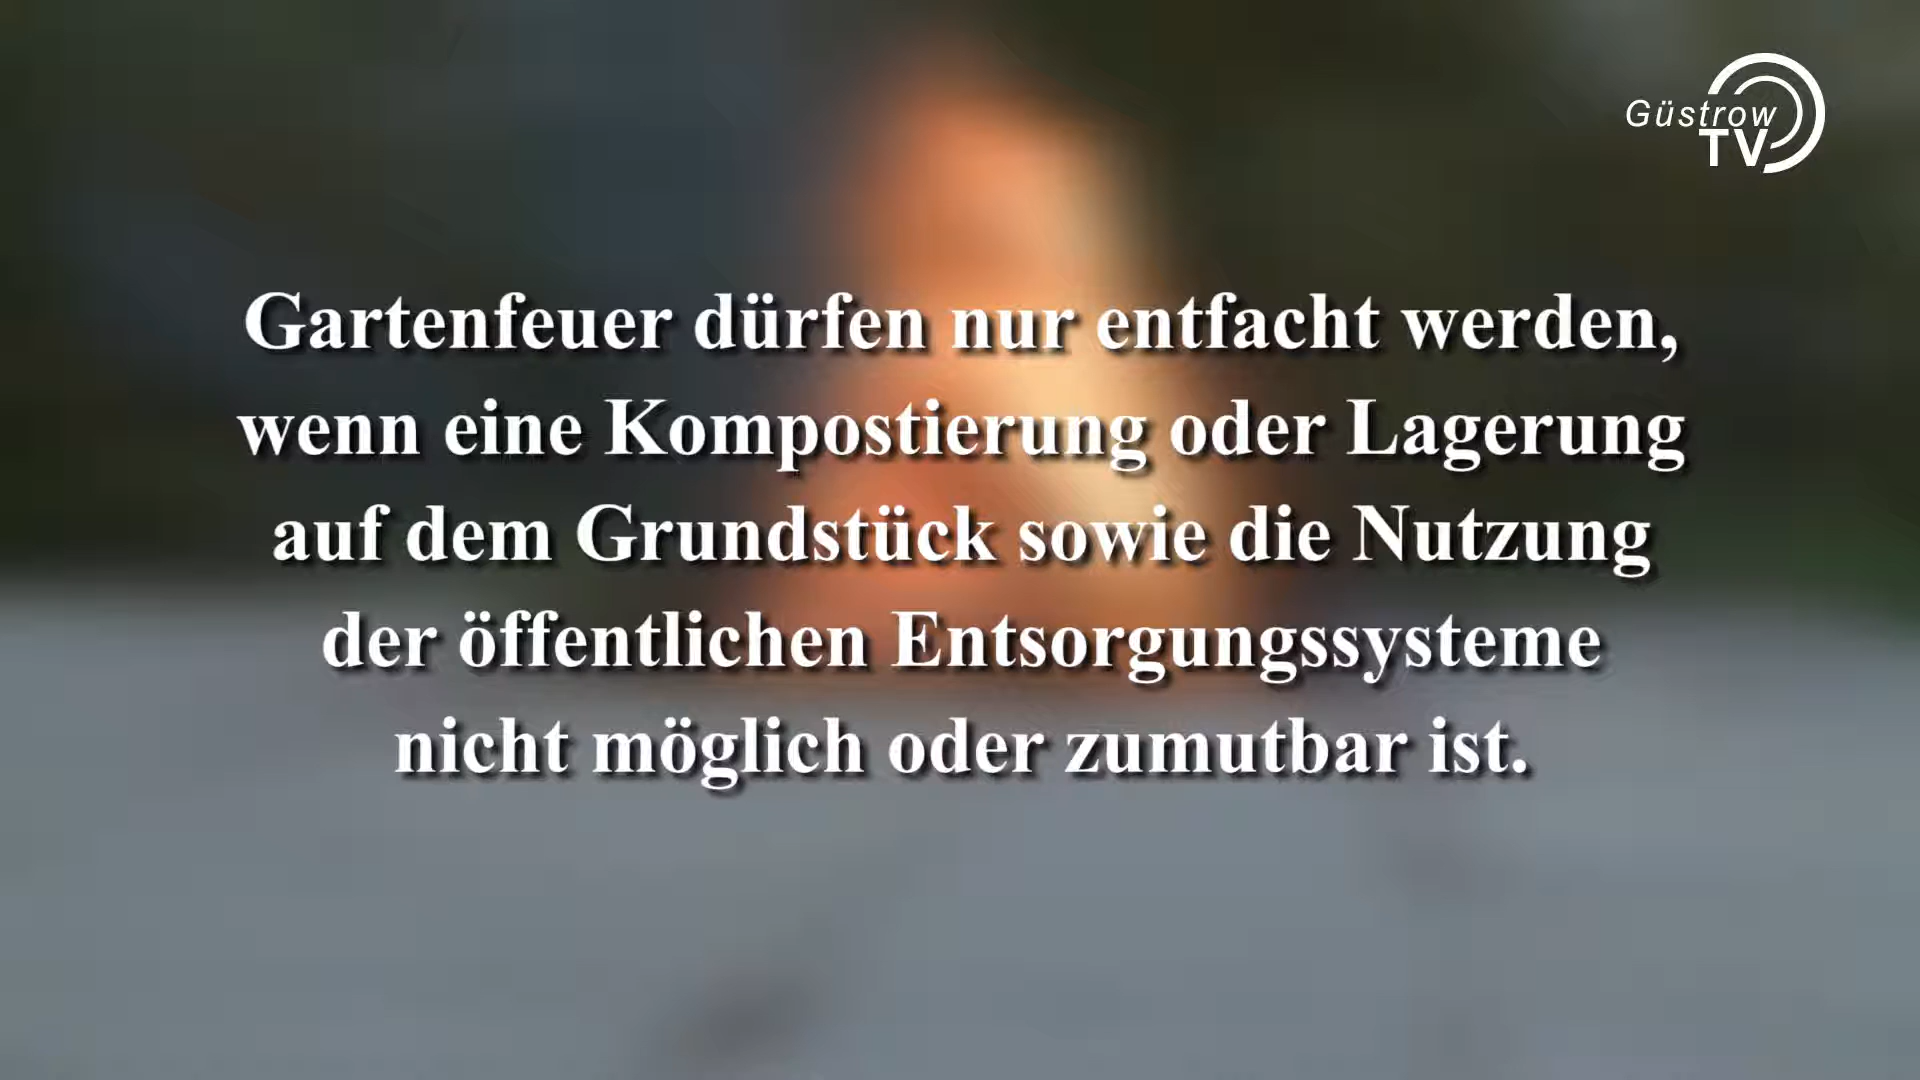 Güstrow
TV
Gartenfeuer dürfen nur entfacht werden,
wenn eine Kompostierung oder Lagerung
auf dem Grundstück sowie die Nutzung
der öffentlichen Entsorgungssysteme
nicht möglich oder zumutbar ist.